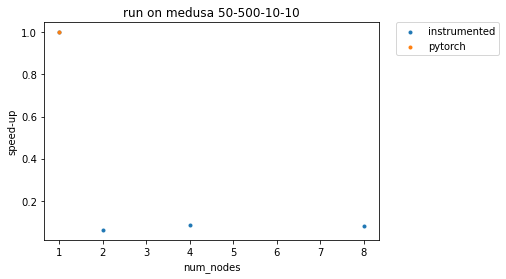 run on medusa 50-500-10-10
instrumented
pytorch
1.0
0.8
0.6
0.4
0.2
speed-up
1 2 3 4 5 6 7 8
num_nodes